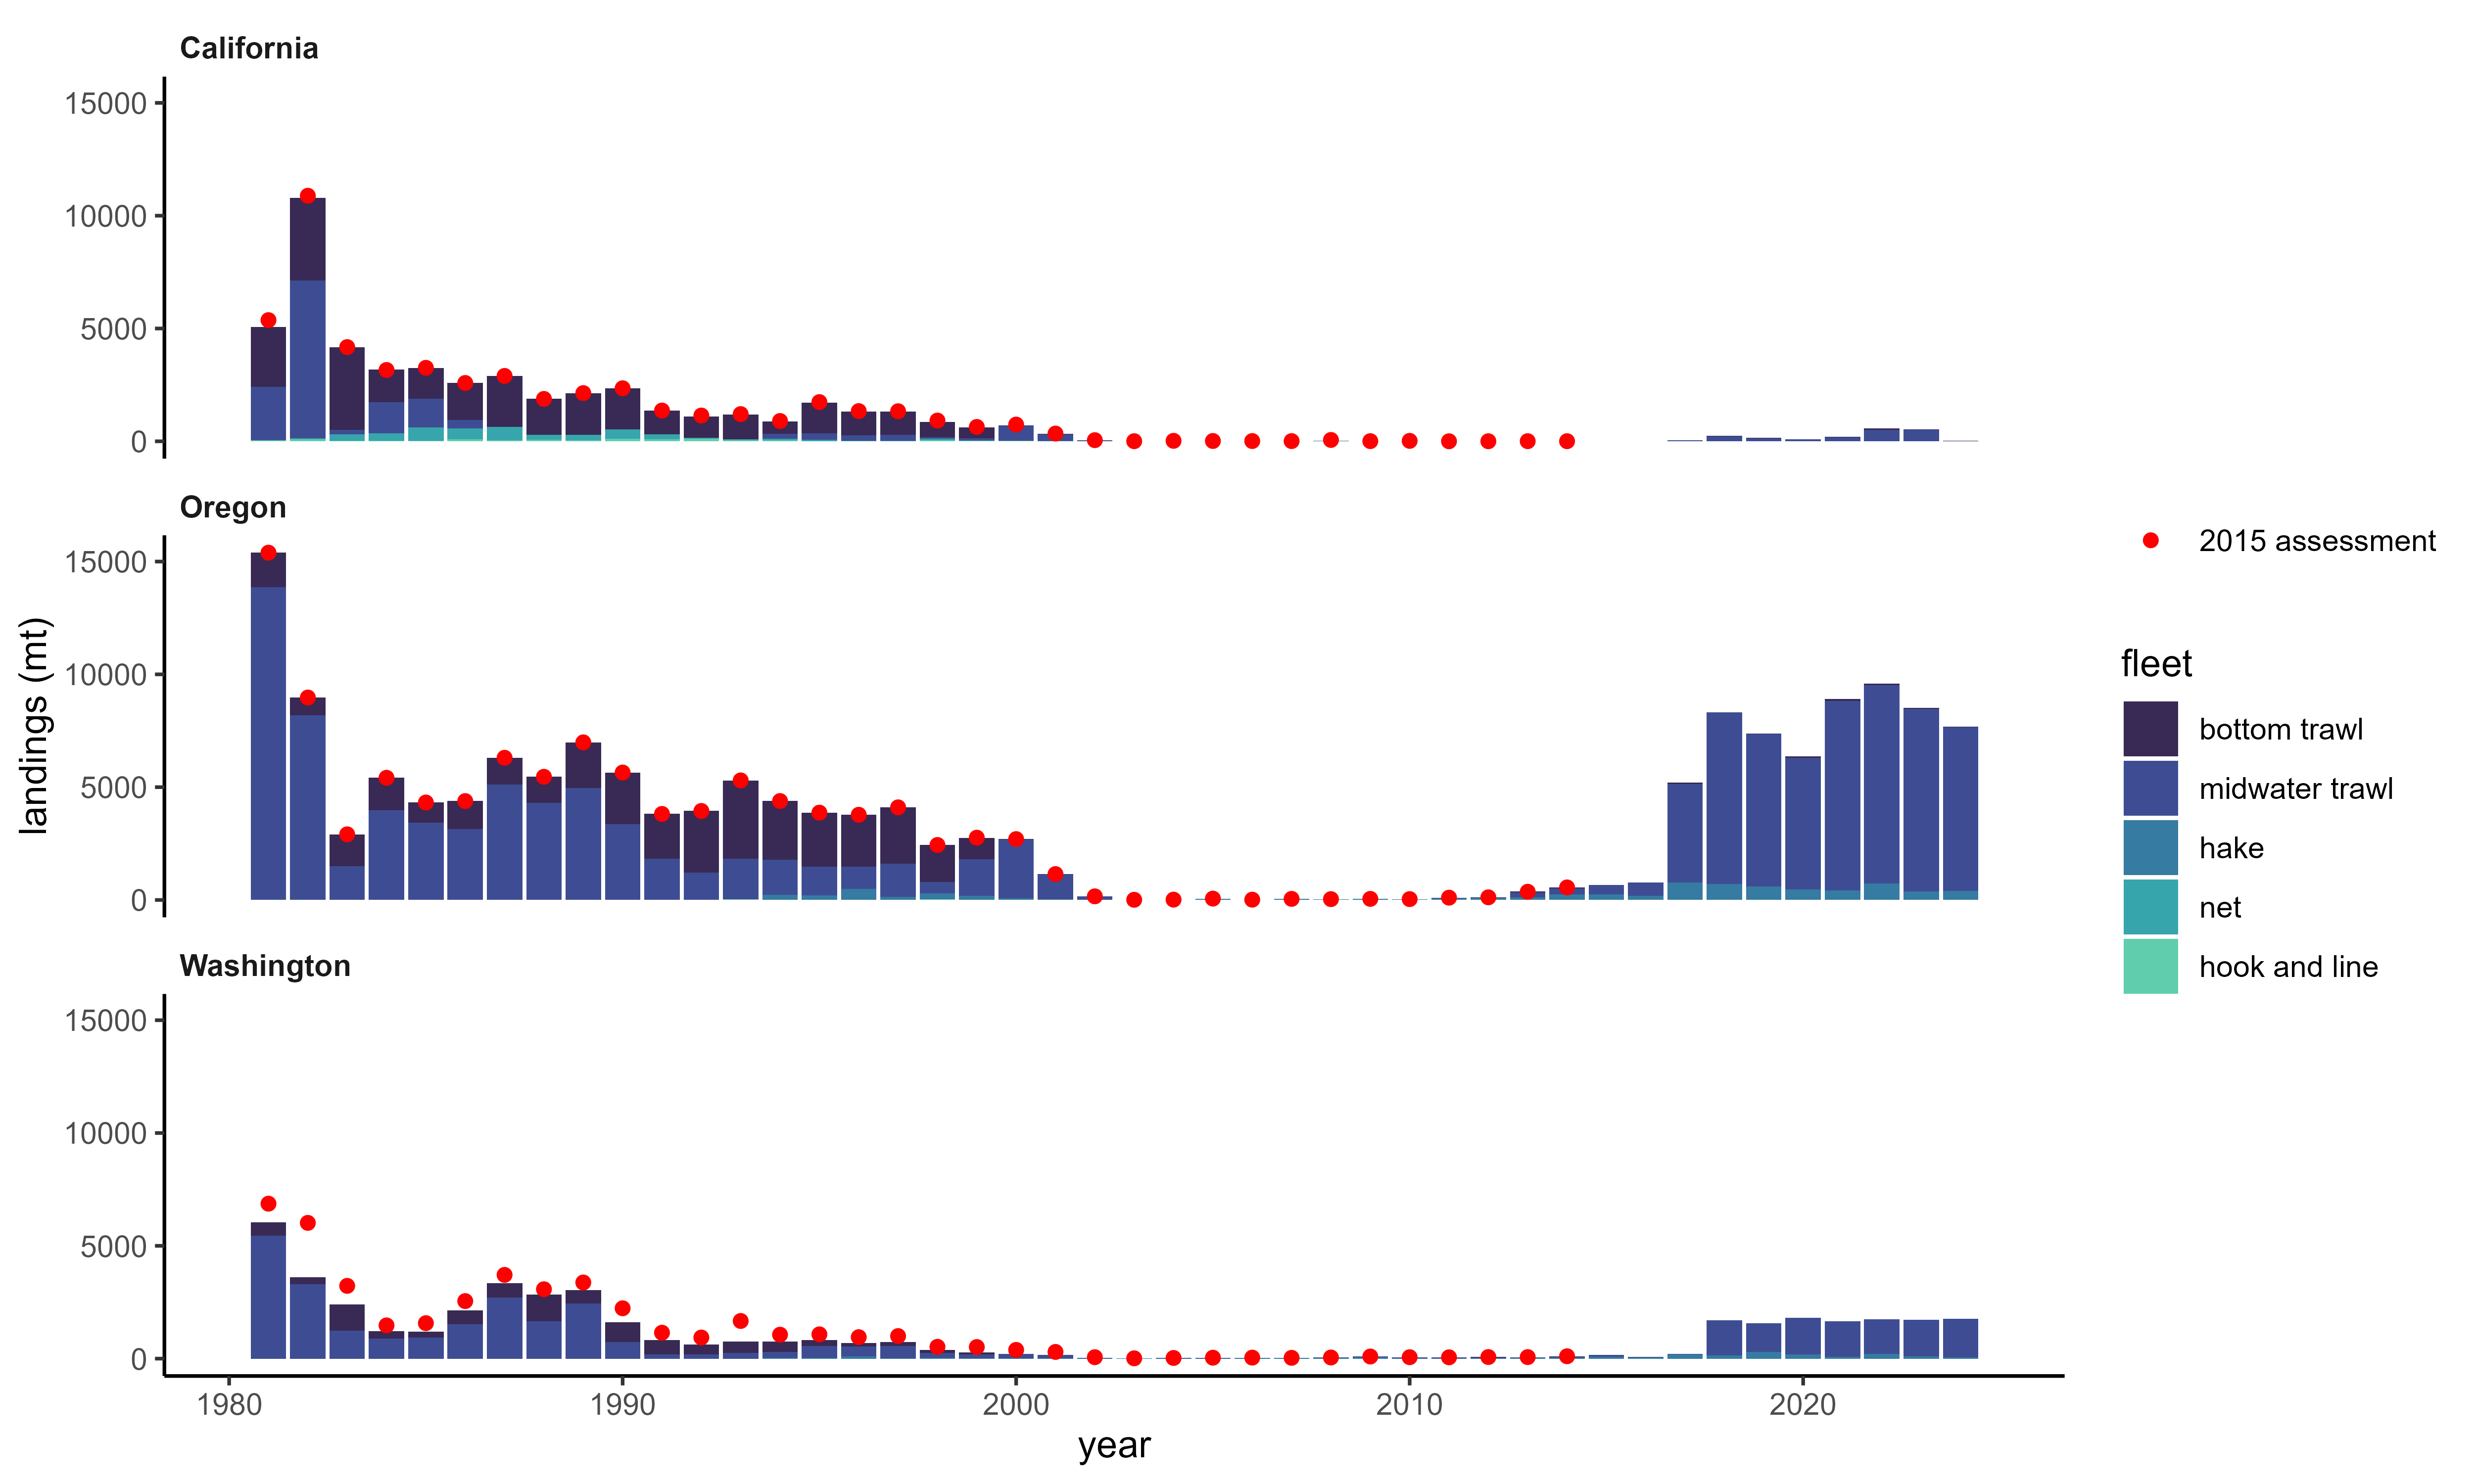 California
15000
10000
5000
0
Oregon
15000
10000
5000
0
Washington
15000
10000
5000
0
1980 1990 2000 2010 2020
year
landings (mt)
2015 assessment
fleet
bottom trawl
midwater trawl
hake
net
hook and line